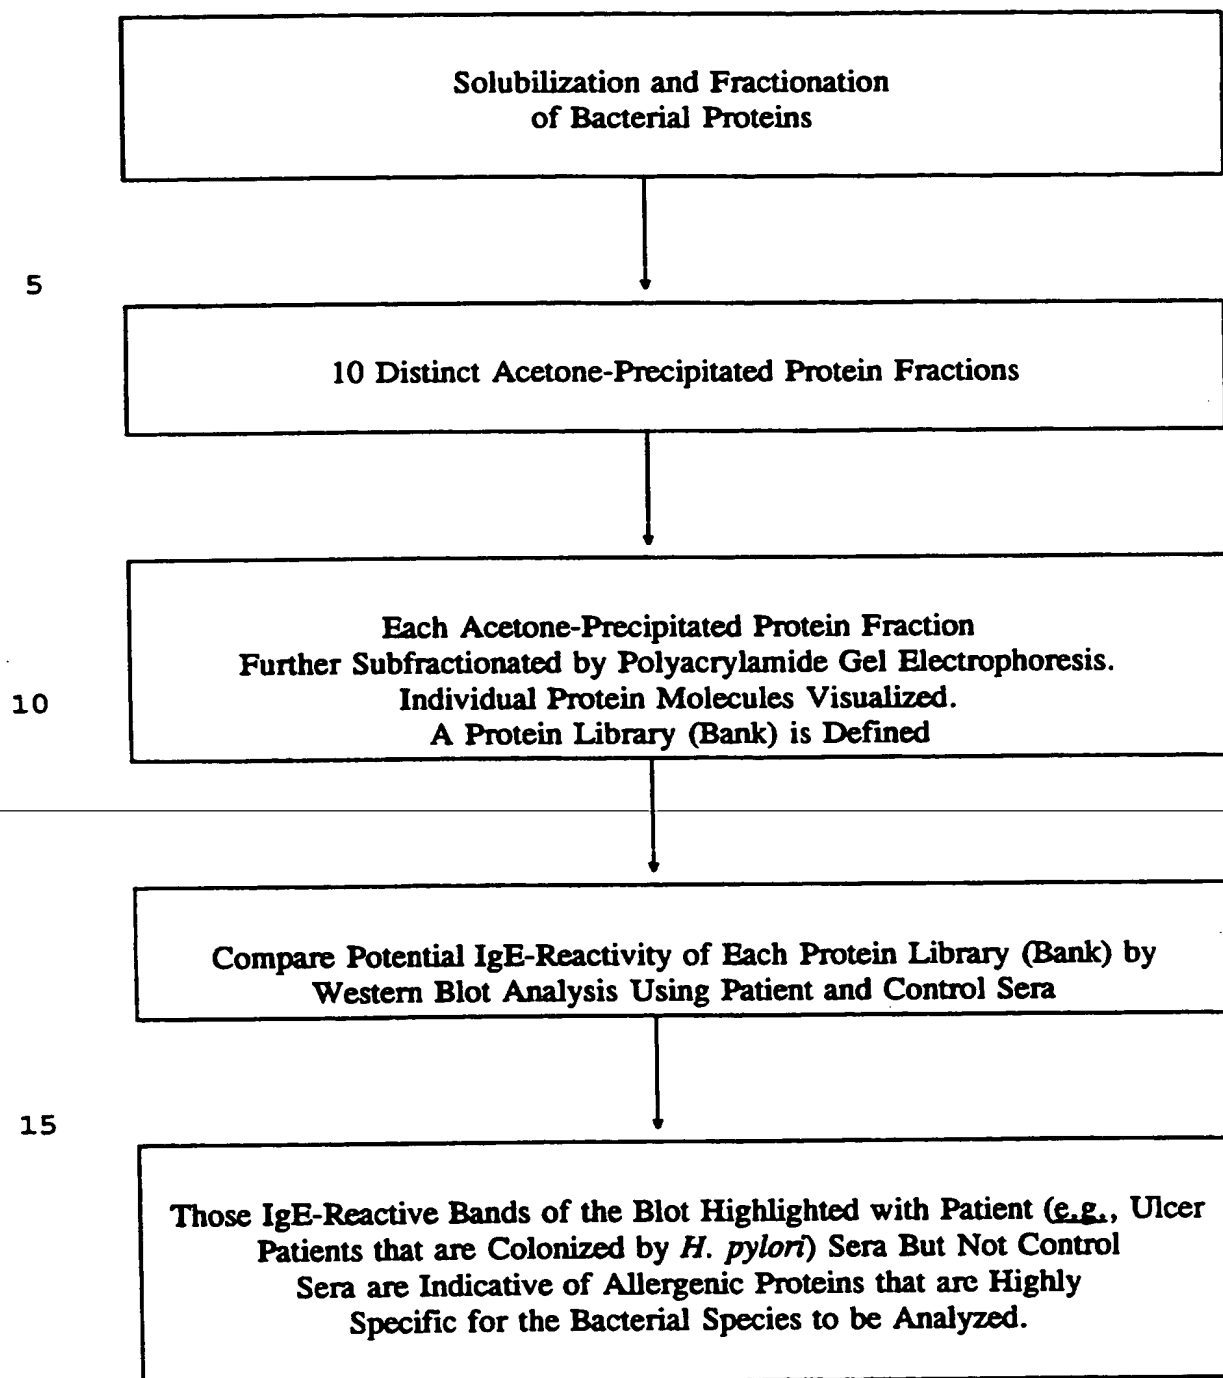 Solubilization and Fractionation
of Bacterial Proteins
5
10 Distinct Acetone-Precipitated Protein Fractions
Each Acetone-Precipitated Protein Fraction
Further Subfractionated by Polyacrylamide Gel Electrophoresis.
10 Individual Protein Molecules Visualized.
A Protein Library (Bank) is Defined
Compare Potential IgE-Reactivity of Each Protein Library (Bank) by
Western Blot Analysis Using Patient and Control Sera
15
Those IgE-Reactive Bands of the Blot Highlighted with Patient (e.g., Ulcer
Patients that are Colonized by H. pylori) Sera But Not Control
Sera are Indicative of Allergenic Proteins that are Highly
Specific for the Bacterial Species to be Analyzed.